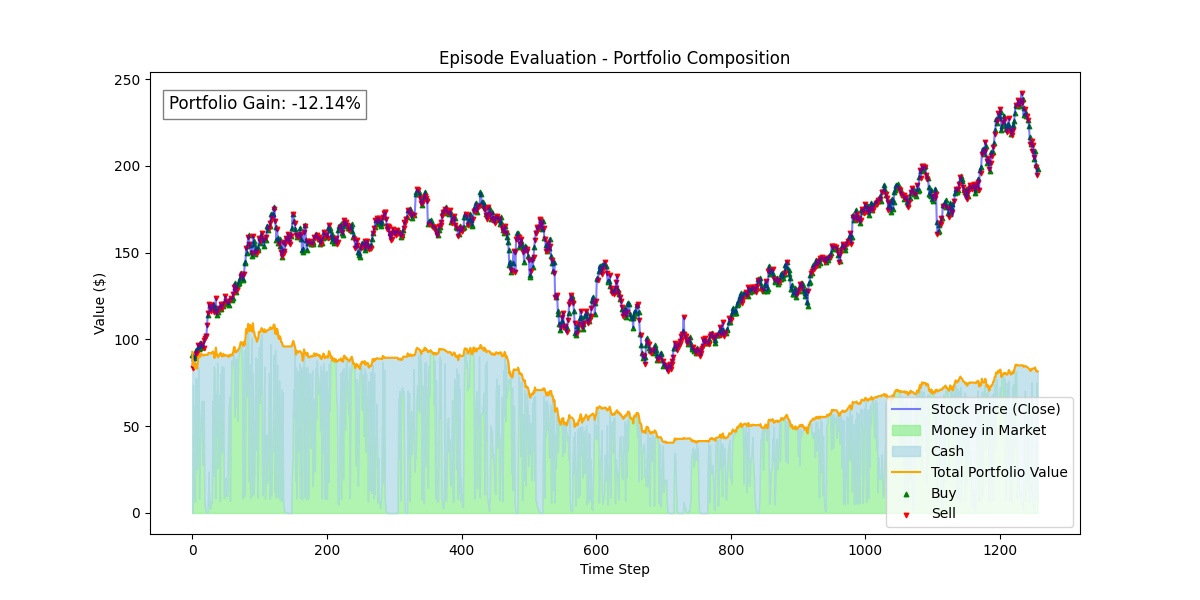 Episode Evaluation - Portfolio Composition
Portfolio Gain: -12.14%
Value ($)
250
200
150
100
50
0
0 200 400 600 800 1000 1200
Time Step
Stock Price (Close)
Money in Market
Cash
Total Portfolio Value
Buy
Sell